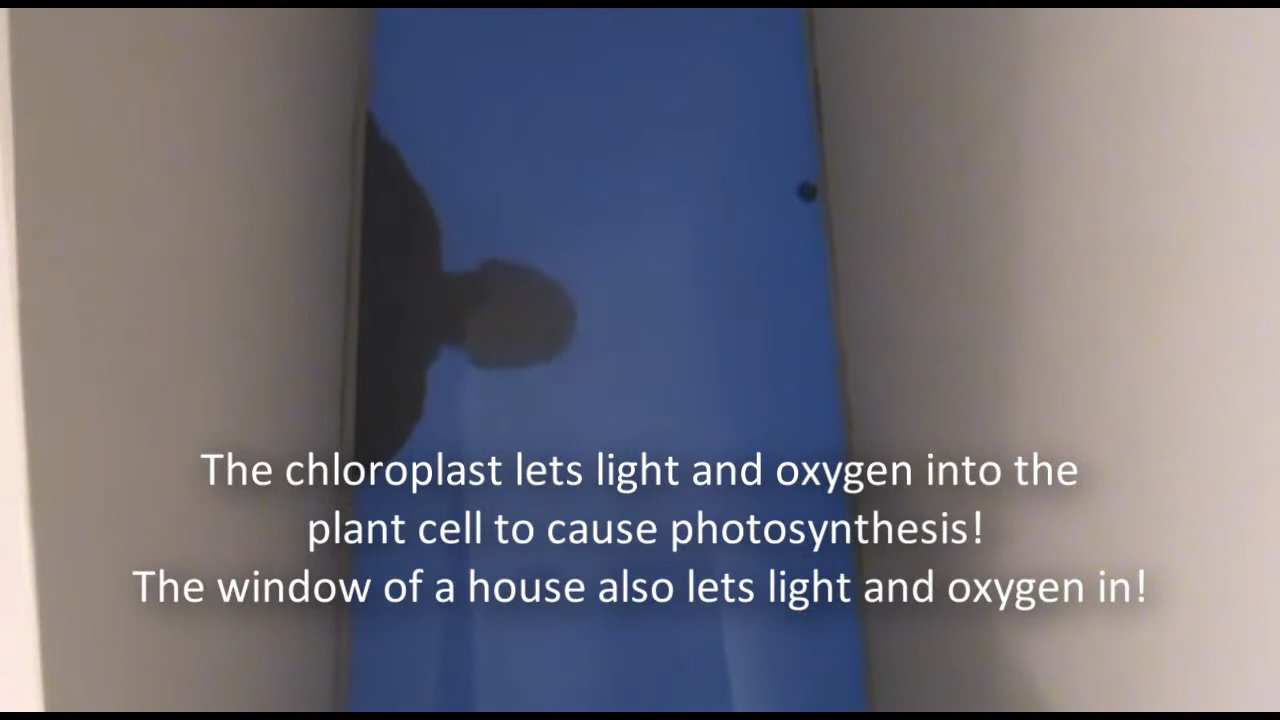 The chloroplast lets light and oxygen into the
plant cell to cause photosynthesis!
The window of a house also lets light and oxygen in!